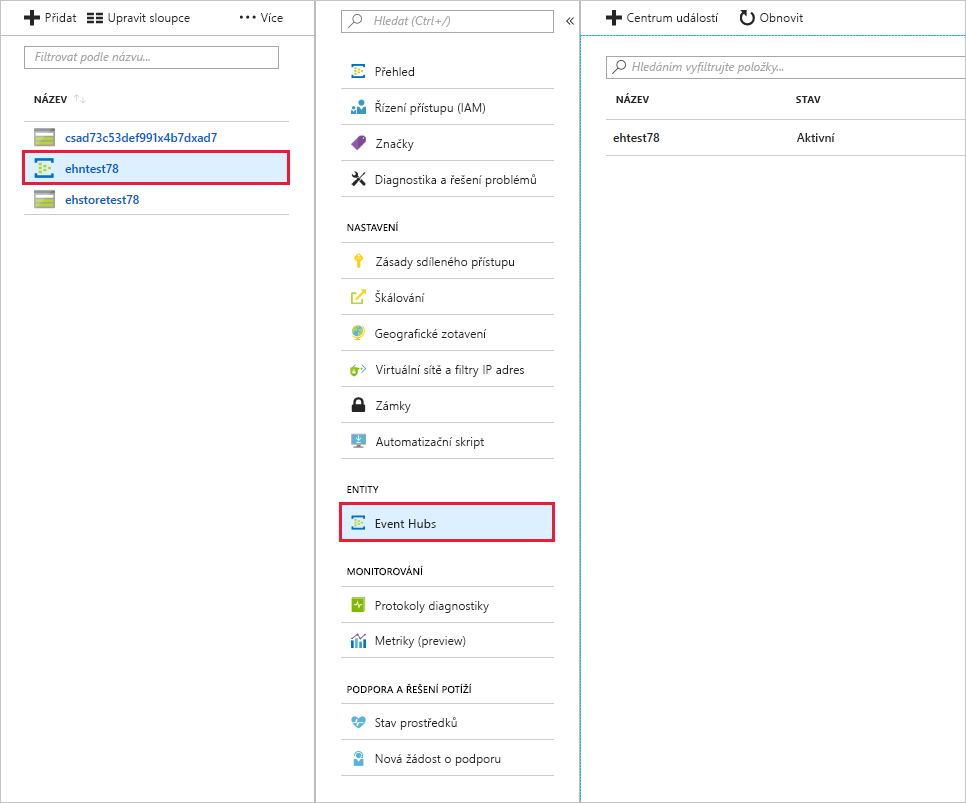 Přidat
Upravit sloupce
Více
Filtrovat podle názvu...
NÁZEV
csad73c53def991x4b7dxad7
ehntest78
ehstoretest78
Hledat (Ctrl+/)
Přehled
Řízení přístupu (IAM)
Značky
Diagnostika a řešení problémů
NASTAVENÍ
Zásady sdíleného přístupu
Škálování
Geografické zotavení
Virtuální sítě a filtry IP adres
Zámky
Automatizační skript
ENTITY
Event Hubs
MONITOROVÁNÍ
Protokoly diagnostiky
Metriky (preview)
PODPORA A ŘEŠENÍ POTÍŽÍ
Stav prostředků
Nová žádost o podporu
Centrum událostí
Obnovit
Hledáním vyfiltrujte položky...
NÁZEV
STAV
ehtest78
Aktivní